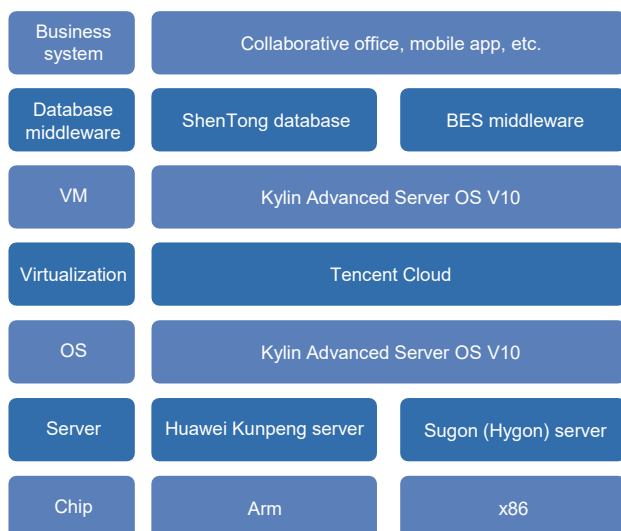 Business
system
Collaborative office, mobile app, etc.
Database
middleware
ShenTong database
BES middleware
VM
Kylin Advanced Server OS V10
Virtualization
Tencent Cloud
OS
Kylin Advanced Server OS V10
Server
Huawei Kunpeng server
Sugon (Hygon) server
Chip
Arm
x86